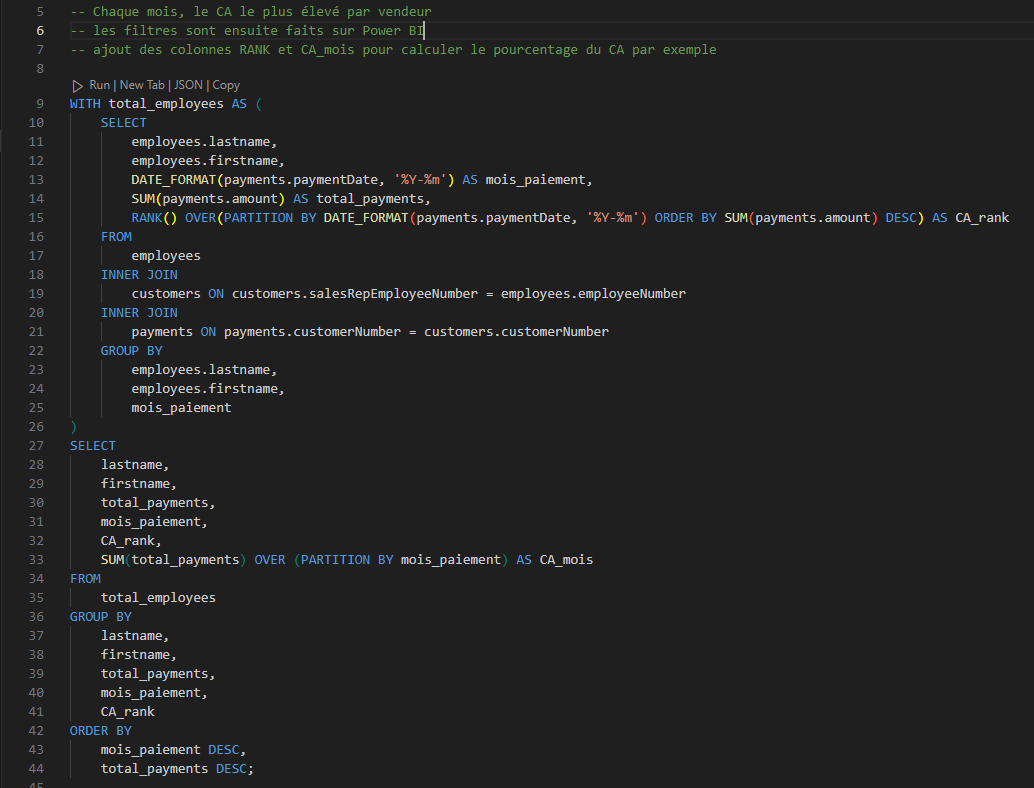 5 -- Chaque mois, le CA le plus élevé par vendeur
6 -- les filtres sont ensuite faits sur Power BI
7 -- ajout des colonnes RANK et CA_mois pour calculer le pourcentage du CA par exemple
8
Run | New Tab | JSON | Copy
9 WITH total_employees AS (
10 SELECT
11 employees.lastname,
12 employees.firstname,
13 DATE_FORMAT(payments.paymentDate, '%Y-%m') AS mois_paiement,
14 SUM(payments.amount) AS total_payments,
15 RANK() OVER(PARTITION BY DATE_FORMAT(payments.paymentDate, '%Y-%m') ORDER BY SUM(payments.amount) DESC) AS CA_rank
16 FROM
17 employees
18 INNER JOIN
19 customers ON customers.salesRepEmployeeNumber = employees.employeeNumber
20 INNER JOIN
21 payments ON payments.customerNumber = customers.customerNumber
22 GROUP BY
23 employees.lastname,
24 employees.firstname,
25 mois_paiement
26 )
27 SELECT
28 lastname,
29 firstname,
30 total_payments,
31 mois_paiement,
32 CA_rank,
33 SUM(total_payments) OVER (PARTITION BY mois_paiement) AS CA_mois
34 FROM
35 total_employees
36 GROUP BY
37 lastname,
38 firstname,
39 total_payments,
40 mois_paiement,
41 CA_rank
42 ORDER BY
43 mois_paiement DESC,
44 total_payments DESC;
45